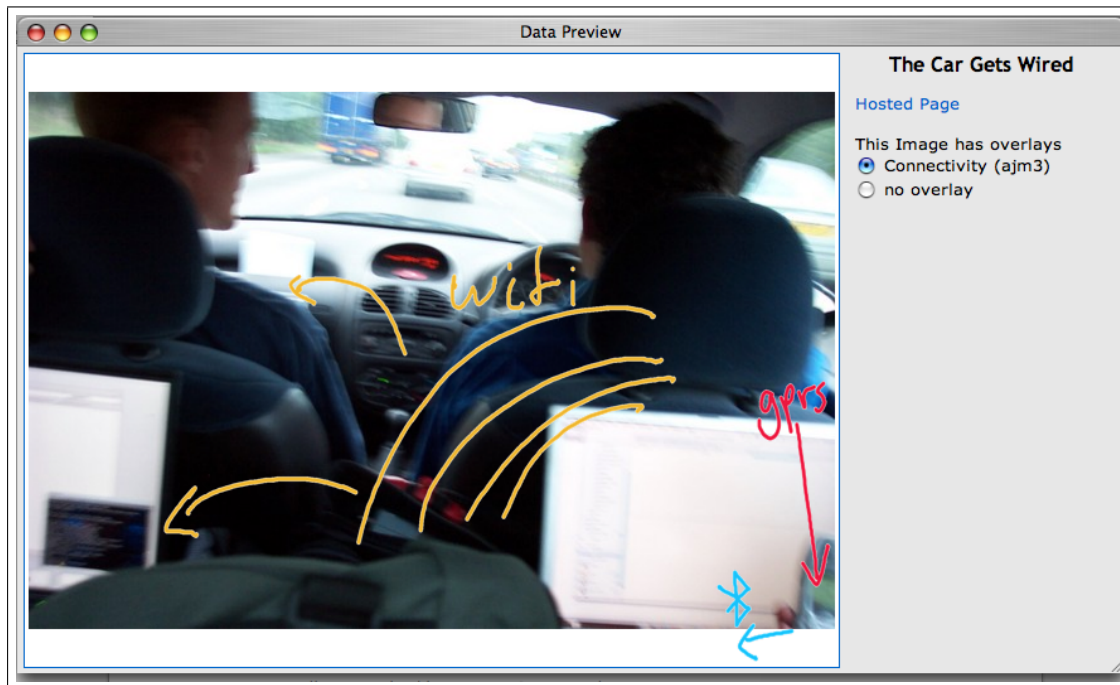 Data Preview
The Car Gets Wired
Hosted Page
This Image has overlays
Connectivity (ajm3)
no overlay
wifi
gprs